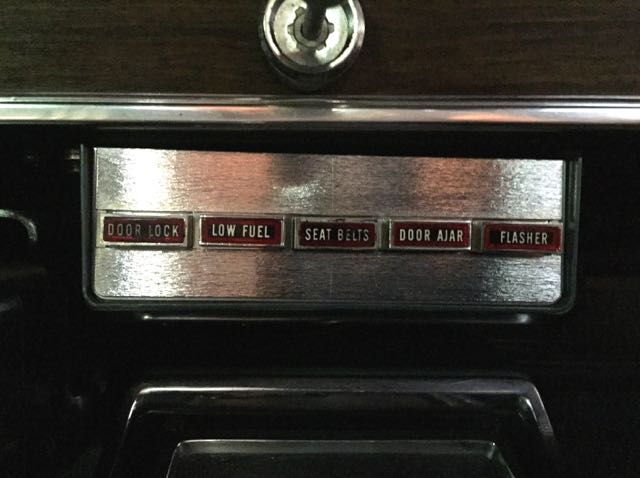 DOOR LOCK LOW FUEL SEAT BELTS DOOR AJAR FLASHER